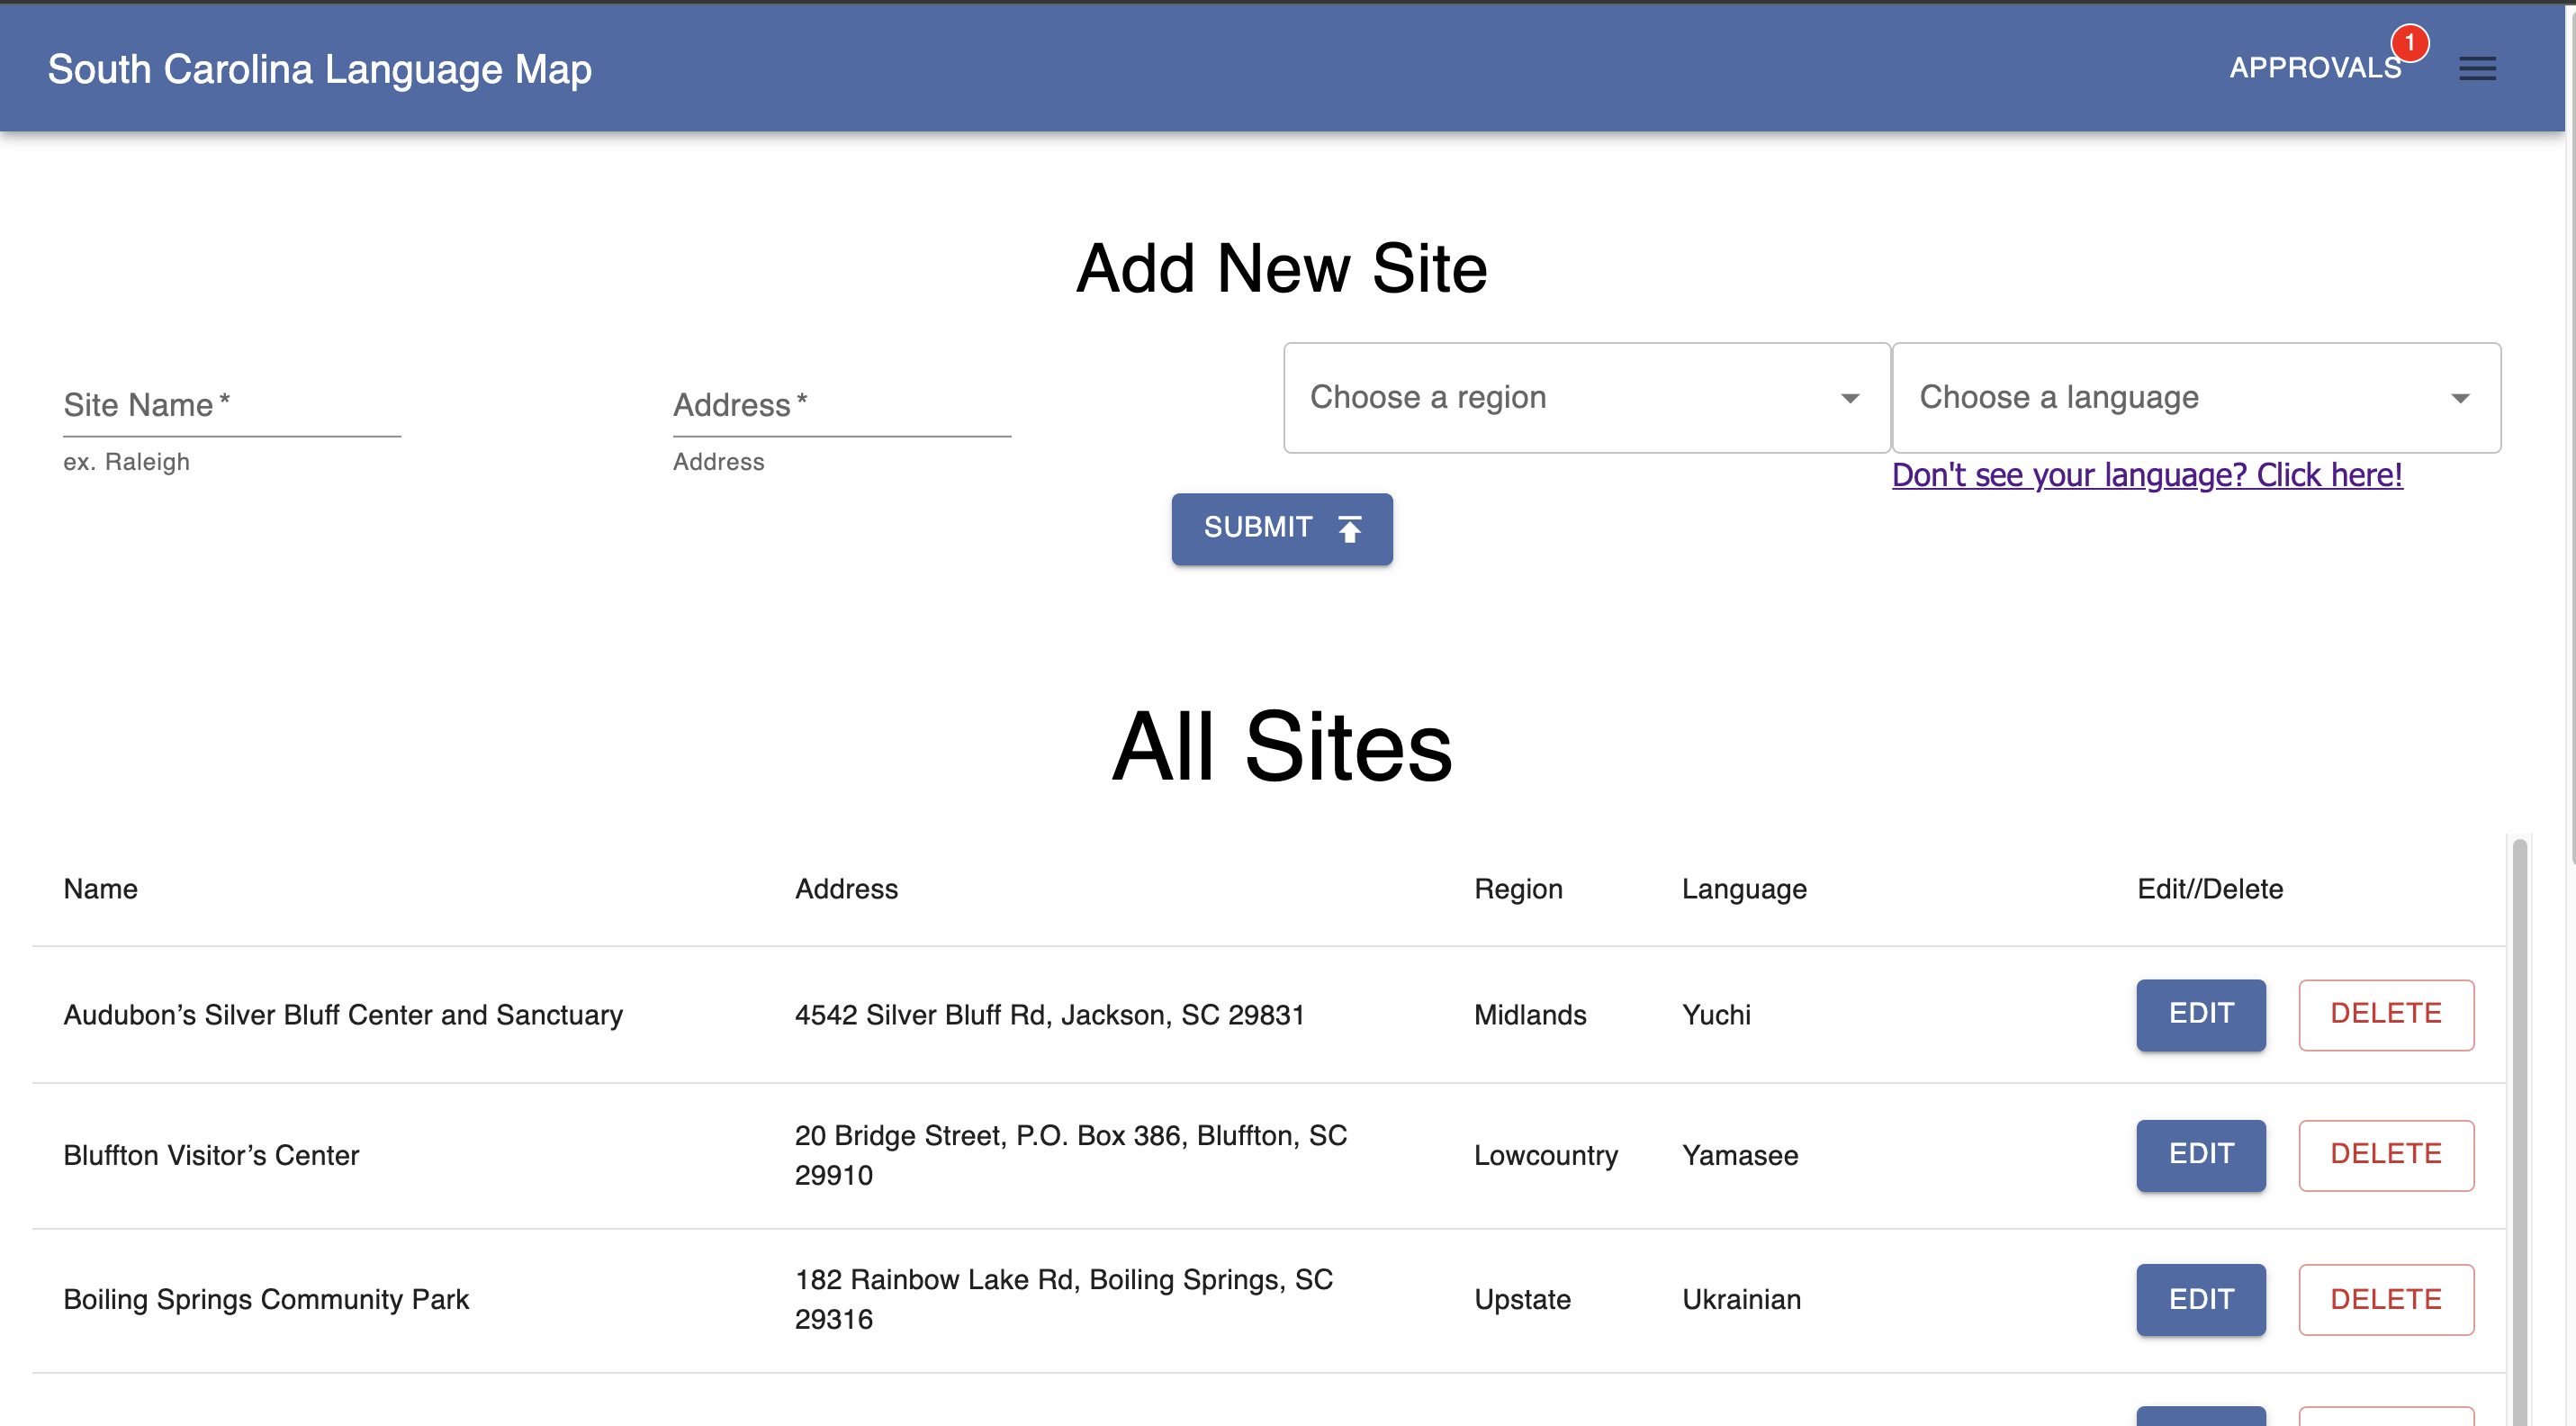 South Carolina Language Map
APPROVALS 1
Add New Site
Site Name *
ex. Raleigh
Address *
Address
Choose a region
Choose a language
Don't see your language? Click here!
SUBMIT
All Sites
Name Address Region Language Edit//Delete
Audubon’s Silver Bluff Center and Sanctuary 4542 Silver Bluff Rd, Jackson, SC 29831 Midlands Yuchi EDIT DELETE
Bluffton Visitor’s Center 20 Bridge Street, P.O. Box 386, Bluffton, SC
29910 Lowcountry Yamasee EDIT DELETE
Boiling Springs Community Park 182 Rainbow Lake Rd, Boiling Springs, SC
29316 Upstate Ukrainian EDIT DELETE